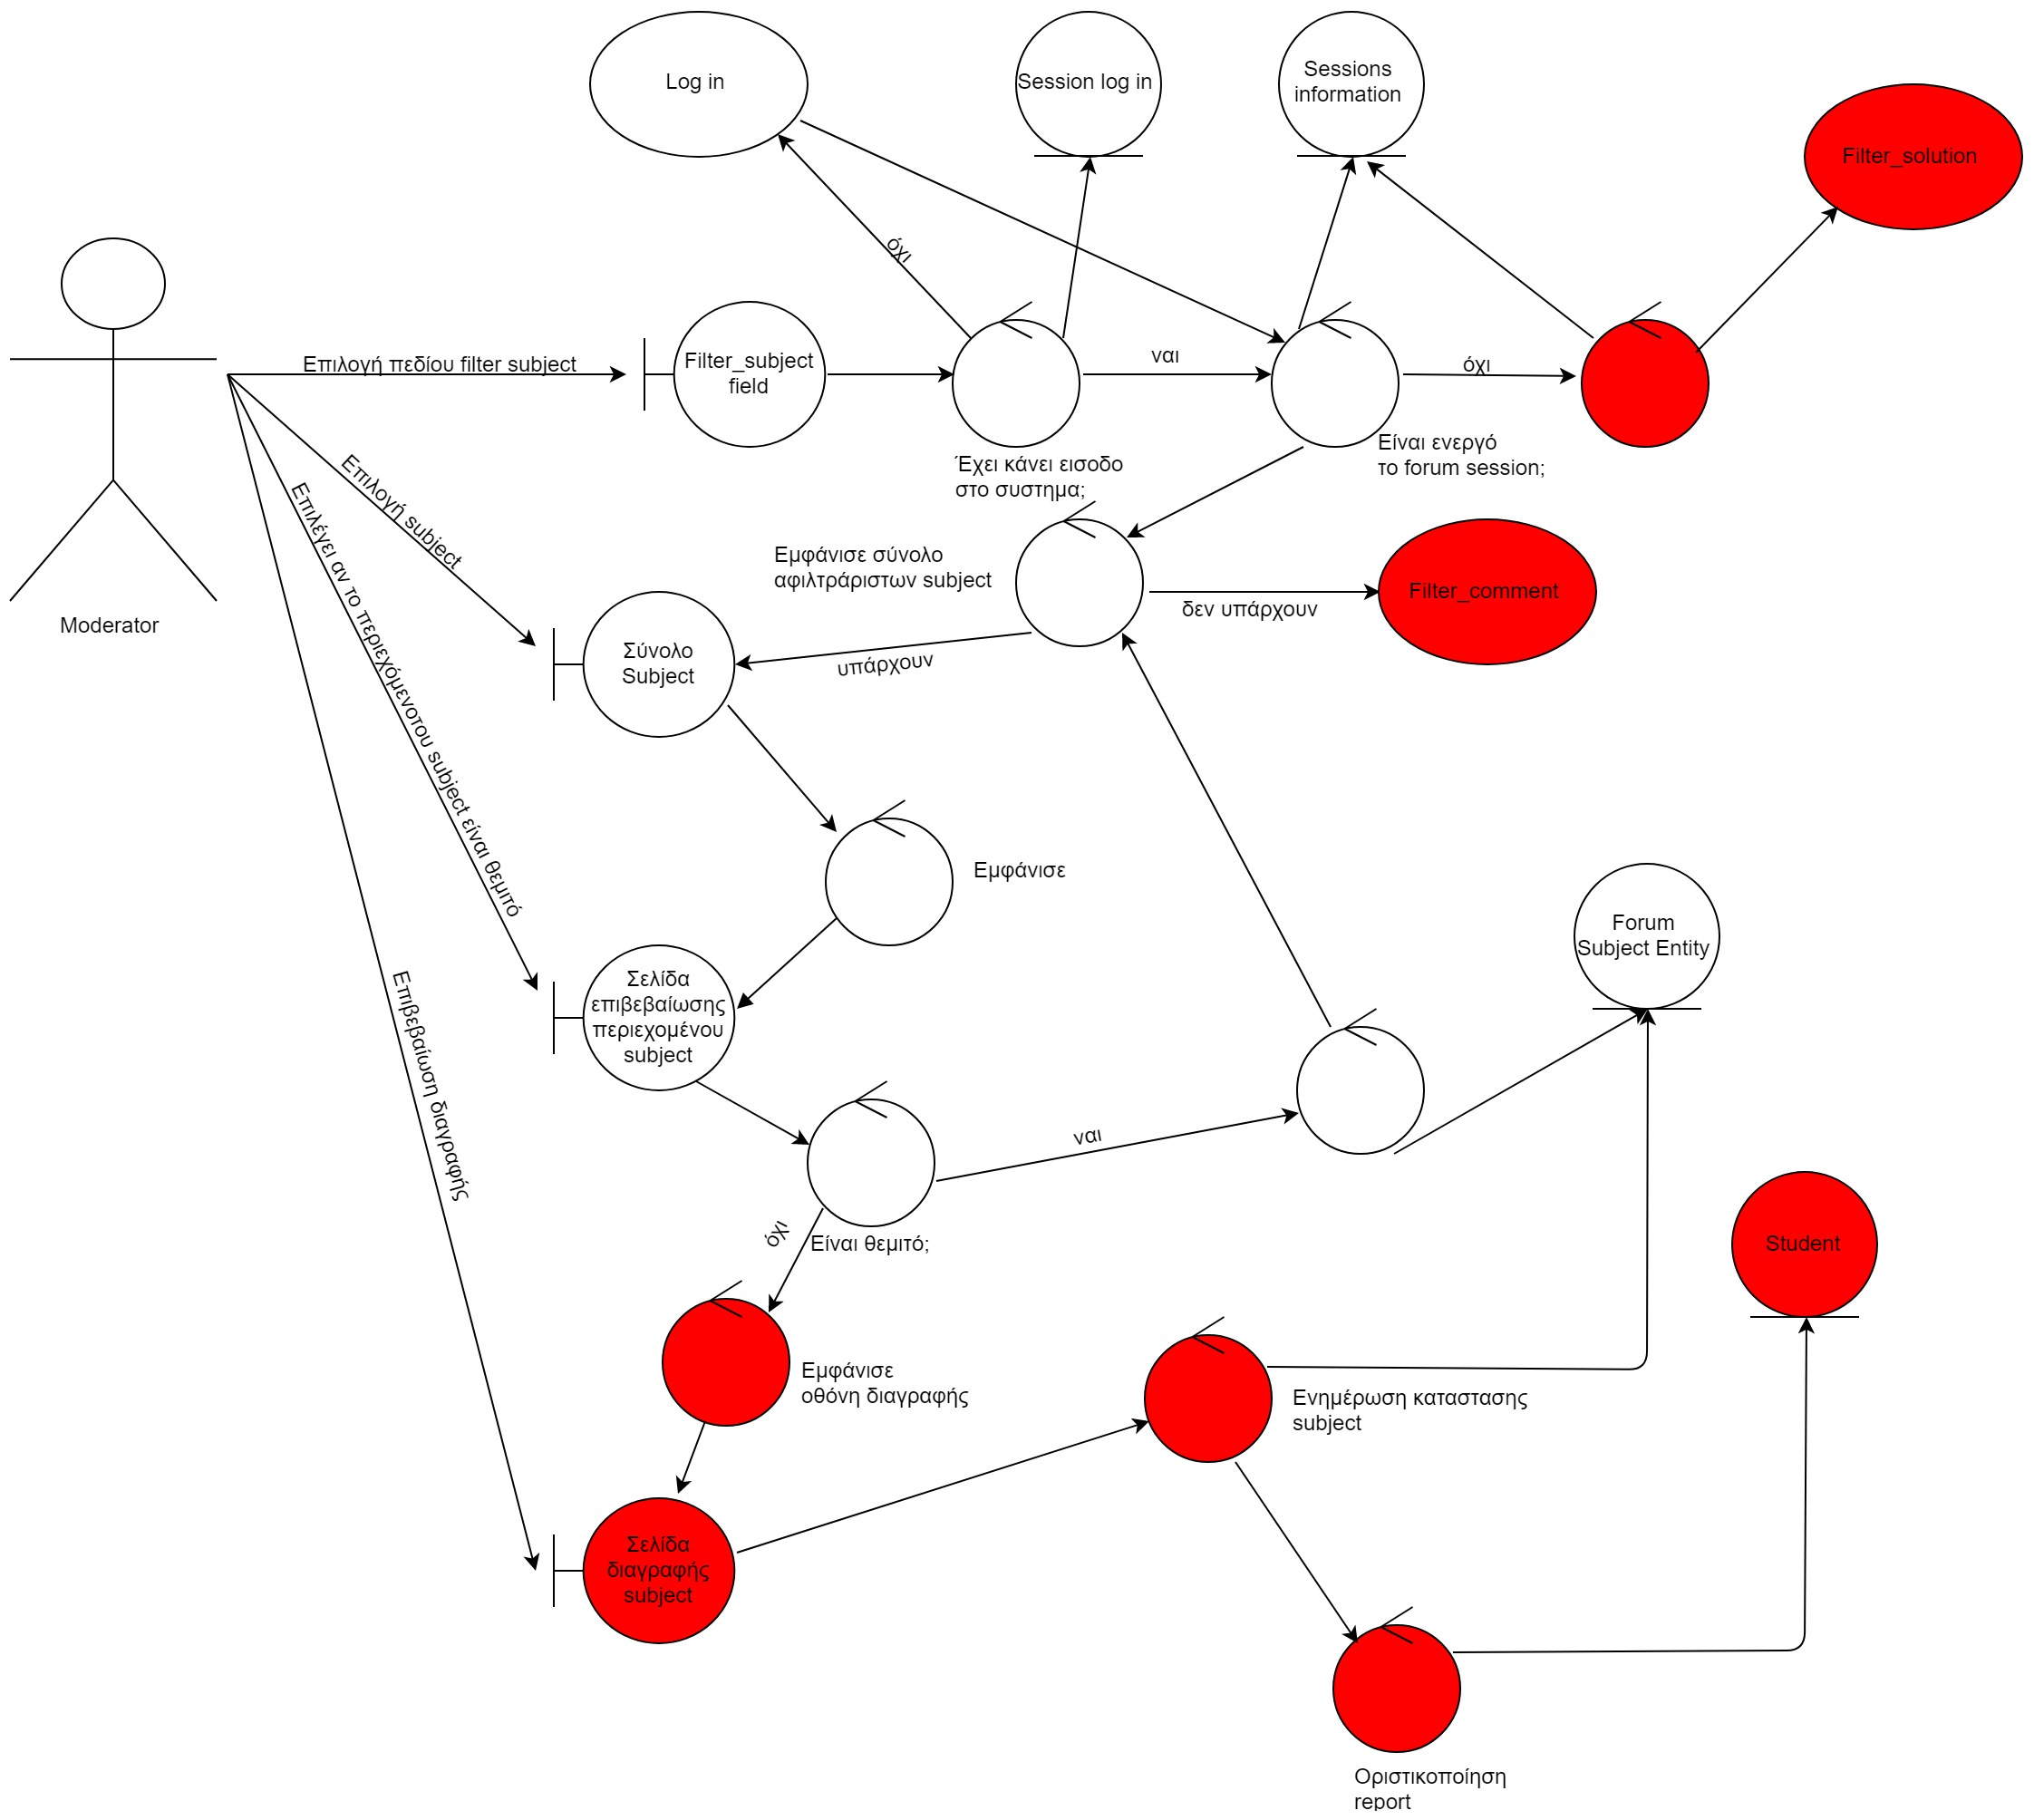 Log in
Session log in
Sessions
information
Filter_solution
όχι
Επιλογή πεδίου filter subject
Filter_subject
field
ναι
όχι
Έχει κάνει εισοδο
στο συστημα;
Είναι ενεργό
το forum session;
Moderator
Επιλογή subject
Επιλέγει αν το περιεχόμενοτου subject είναι θεμιτό
Επιβεβαίωση διαγραφής
Εμφάνισε σύνολο
αφιλτράριστων subject
δεν υπάρχουν
Filter_comment
Σύνολο
Subject
υπάρχουν
Εμφάνισε
Forum
Subject Entity
Σελίδα
επιβεβαίωσης
περιεχομένου
subject
ναι
όχι
Είναι θεμιτό;
Student
Εμφάνισε
οθόνη διαγραφής
Ενημέρωση καταστασης
subject
Σελίδα
διαγραφής
subject
Οριστικοποίηση
report